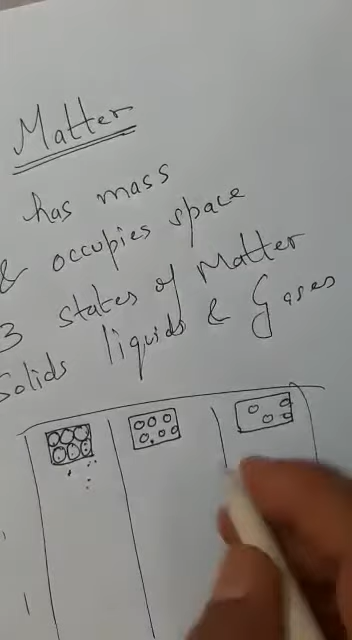 Matter
has mass
& occupies space
3 states of Matter
Solids liquids & Gases